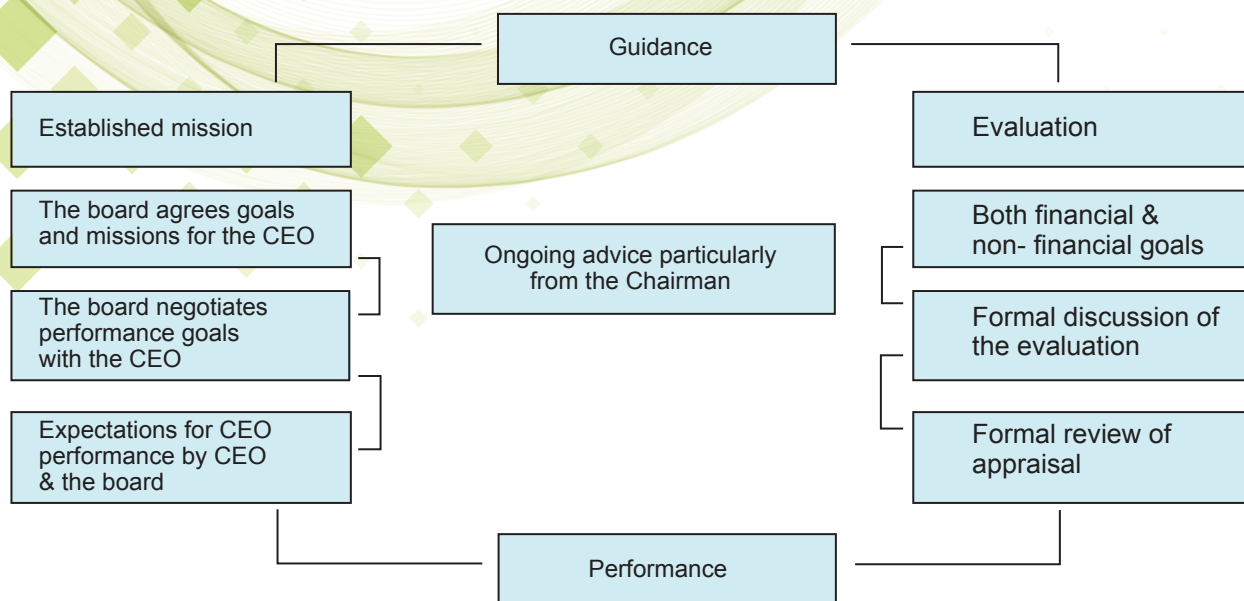 Guidance
Established mission
The board agrees goals
and missions for the CEO
The board negotiates
performance goals
with the CEO
Expectations for CEO
performance by CEO
& the board
Ongoing advice particularly
from the Chairman
Evaluation
Both financial &
non- financial goals
Formal discussion of
the evaluation
Formal review of
appraisal
Performance